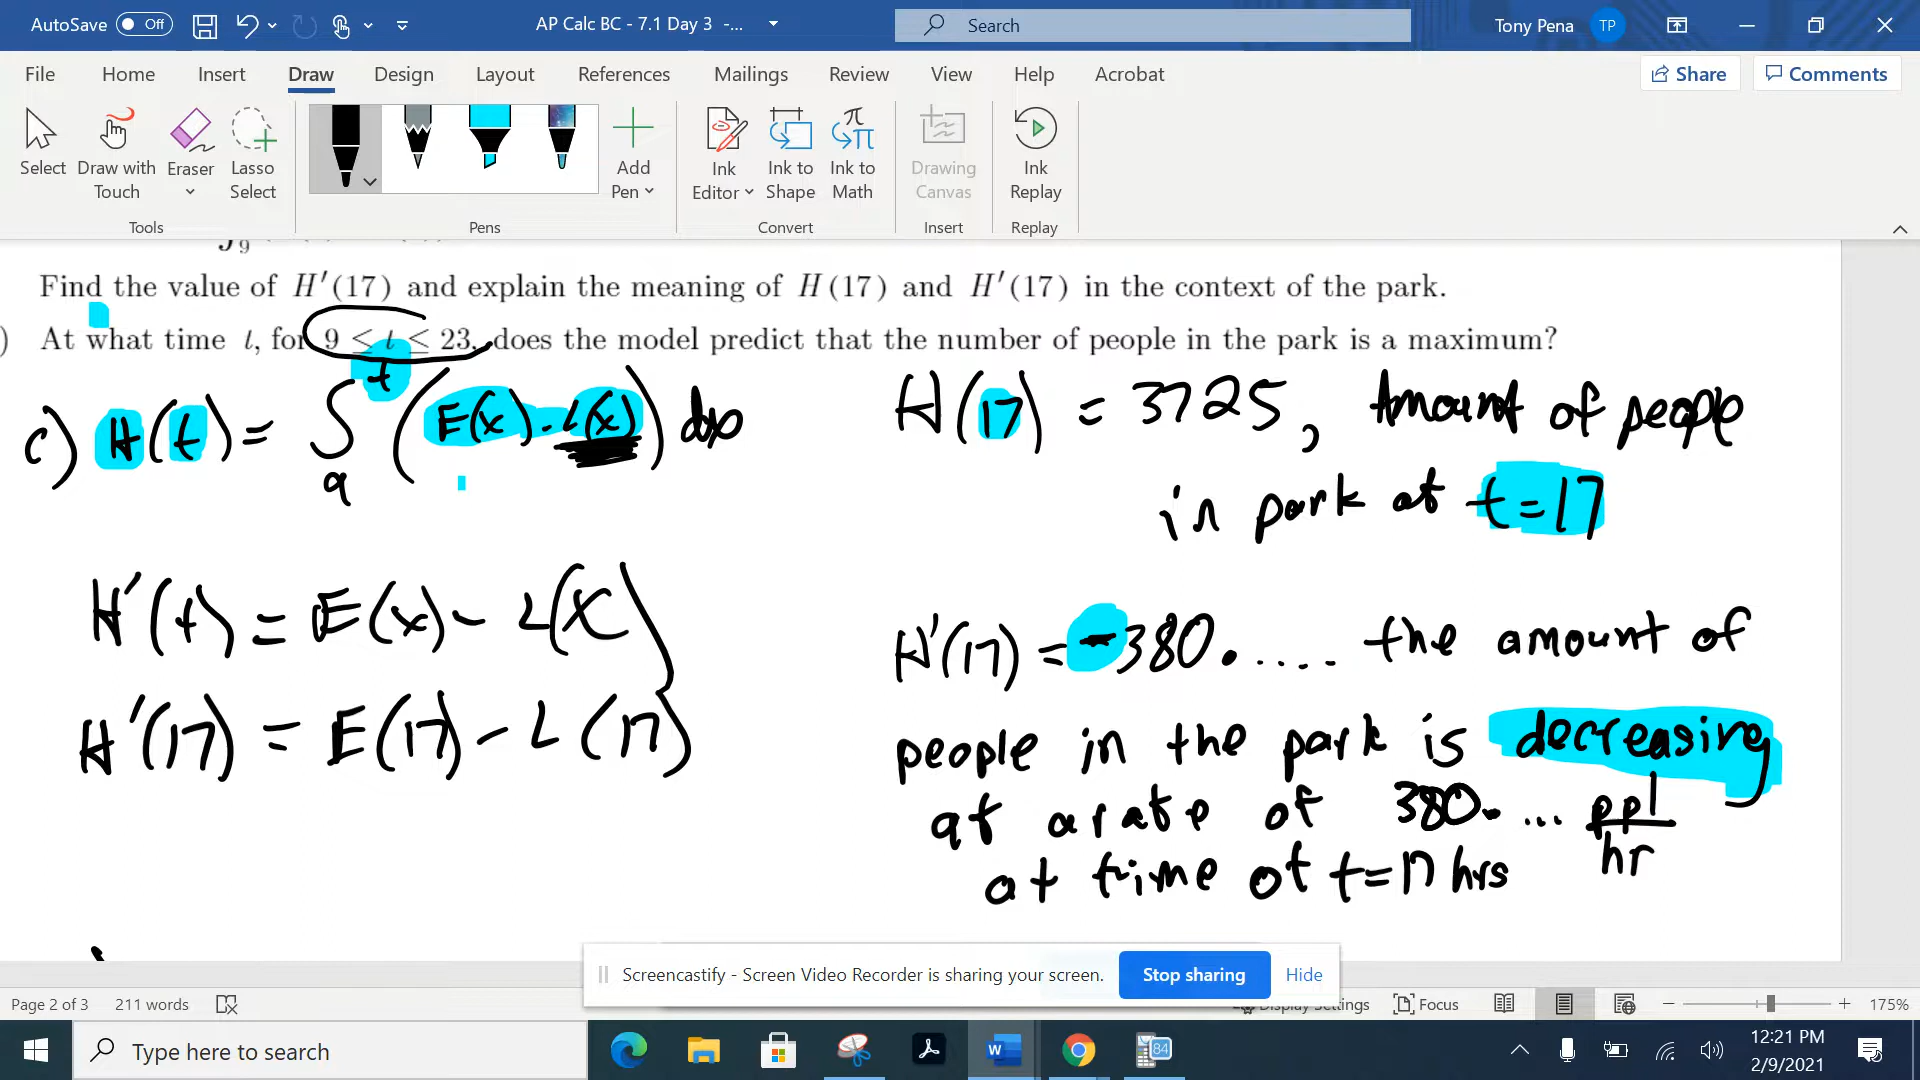 AutoSave Off AP Calc BC - 7.1 Day 3 -... Search Tony Pena TP
File Home Insert Draw Design Layout References Mailings Review View Help Acrobat Share Comments
Select Draw with Touch Eraser Lasso Select Add Pen Ink Editor Ink to Shape Ink to Math Drawing Canvas Ink Replay
Tools Pens Convert Insert Replay
Find the value of H′(17) and explain the meaning of H(17) and H′(17) in the context of the park.
) At what time t, for 9 ≤ t ≤ 23, does the model predict that the number of people in the park is a maximum?
c) H(t) = ∫₉ᵗ (E(x) - L(x)) dx
H(17) = 3725, Amount of people
in park at t=17
H′(t) = E(x) - L(x)
H′(17) = E(17) - L(17)
H′(17) = -380. .... the amount of
people in the park is decreasing
at a rate of 380. ... ppl/hr
at time of t=17 hrs
Screencastify - Screen Video Recorder is sharing your screen. Stop sharing Hide
Page 2 of 3 211 words Display Settings Focus 175%
Type here to search 84 12:21 PM
2/9/2021